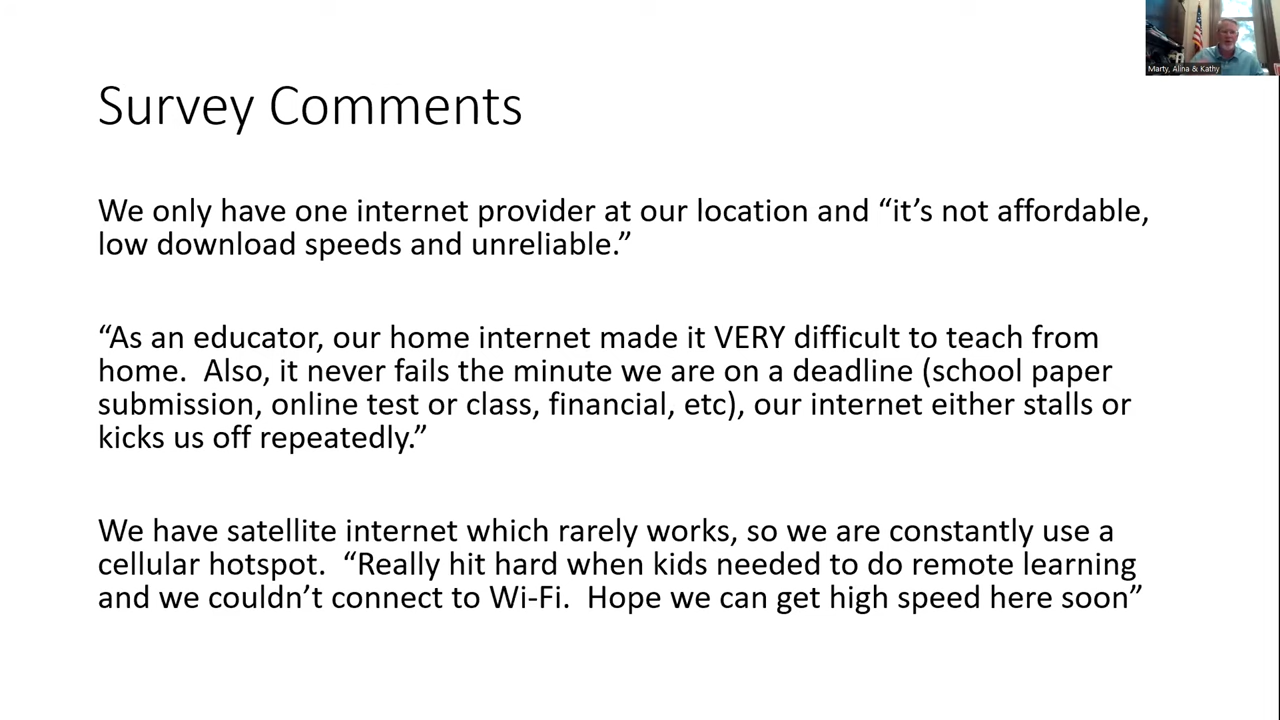 Marty, Alina & Kathy
Survey Comments
We only have one internet provider at our location and “it’s not affordable,
low download speeds and unreliable.”
“As an educator, our home internet made it VERY difficult to teach from
home.  Also, it never fails the minute we are on a deadline (school paper
submission, online test or class, financial, etc), our internet either stalls or
kicks us off repeatedly.”
We have satellite internet which rarely works, so we are constantly use a
cellular hotspot.  “Really hit hard when kids needed to do remote learning
and we couldn’t connect to Wi-Fi.  Hope we can get high speed here soon”